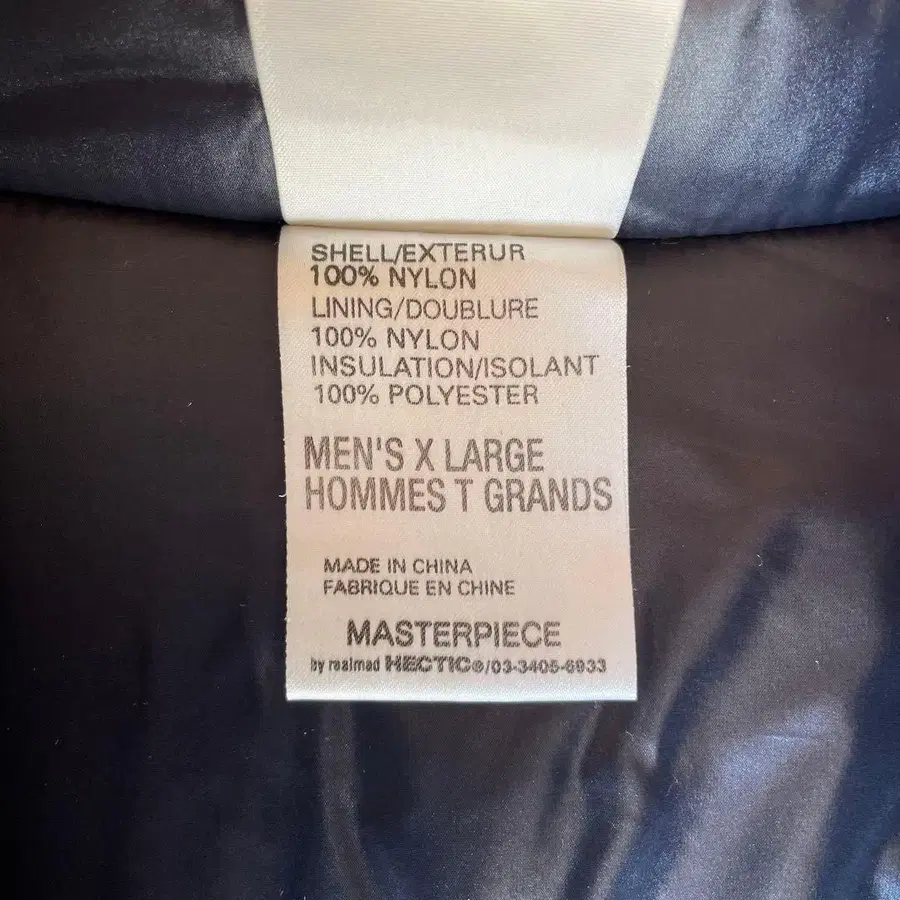 SHELL/EXTERUR
100% NYLON
LINING/DOUBLURE
100% NYLON
INSULATION/ISOLANT
100% POLYESTER
MEN'S X LARGE
HOMMES T GRANDS
MADE IN CHINA
FABRIQUE EN CHINE
MASTERPIECE
by realmad HECTIC®/03-3405-6933